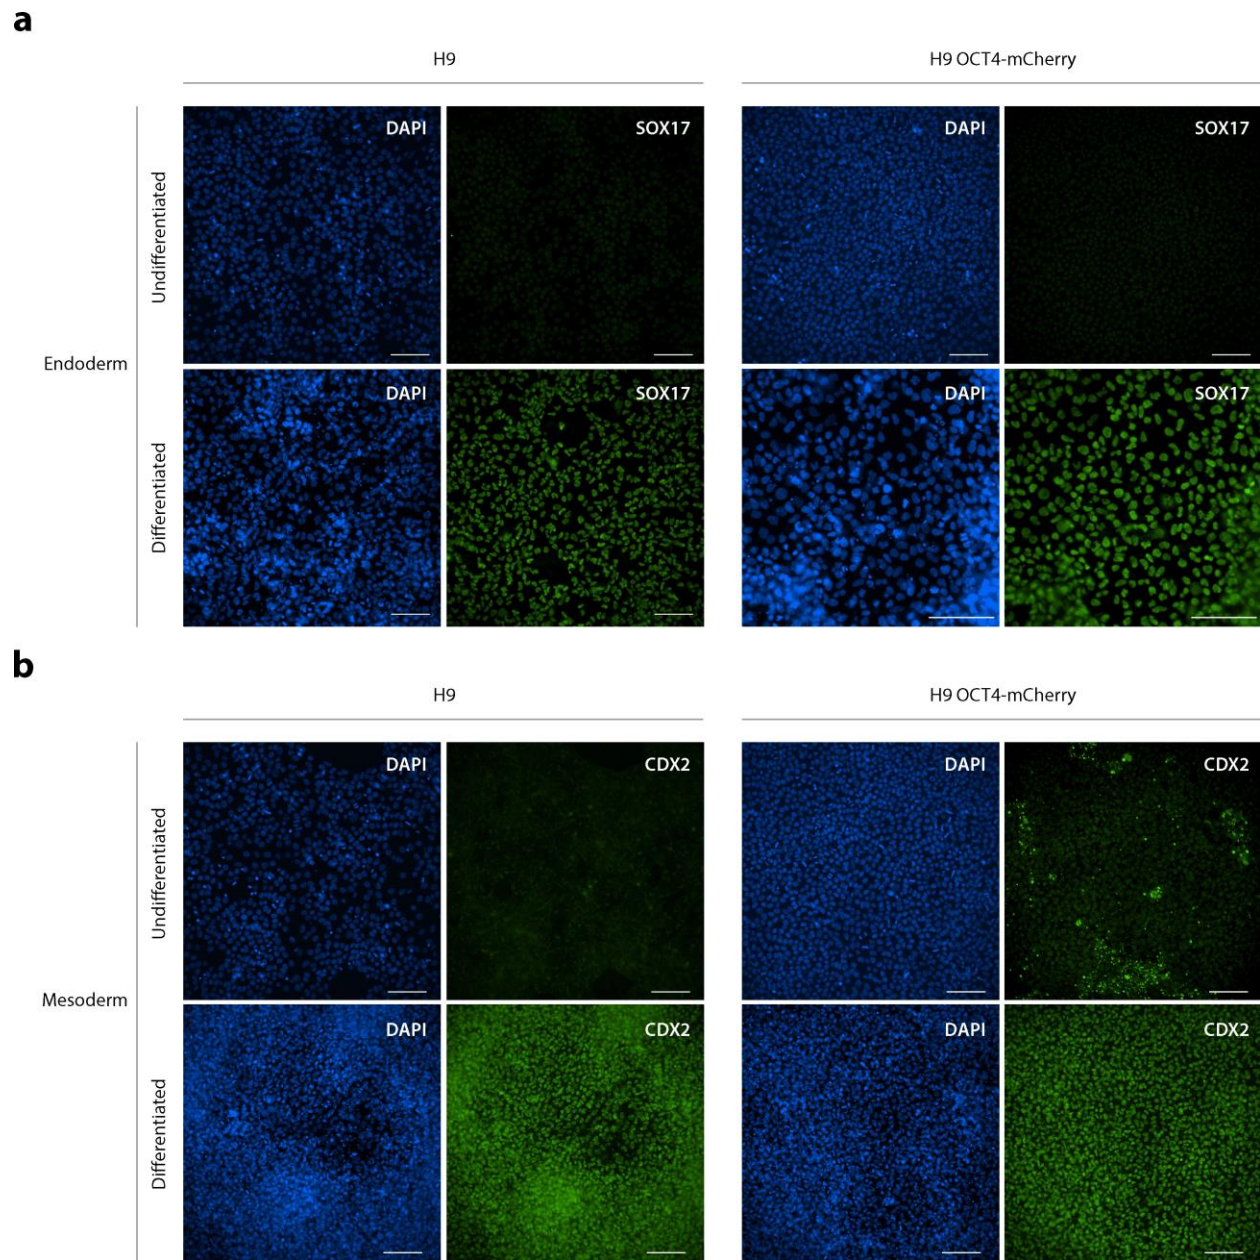 a
H9
H9 OCT4-mCherry
Endoderm
Undifferentiated
DAPI
SOX17
DAPI
SOX17
Differentiated
DAPI
SOX17
DAPI
SOX17
b
H9
H9 OCT4-mCherry
Mesoderm
Undifferentiated
DAPI
CDX2
DAPI
CDX2
Differentiated
DAPI
CDX2
DAPI
CDX2